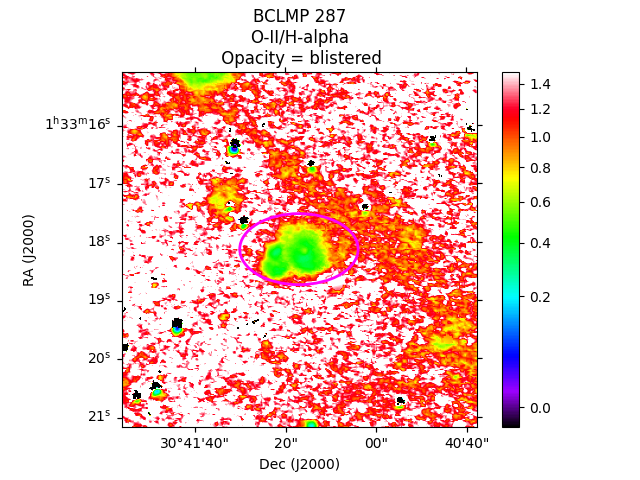 BCLMP 287
O-II/H-alpha
Opacity = blistered
1ʰ33ᵐ16ˢ
17ˢ
18ˢ
19ˢ
20ˢ
21ˢ
RA (J2000)
30°41'40" 20" 00" 40'40"
Dec (J2000)
1.4
1.2
1.0
0.8
0.6
0.4
0.2
0.0